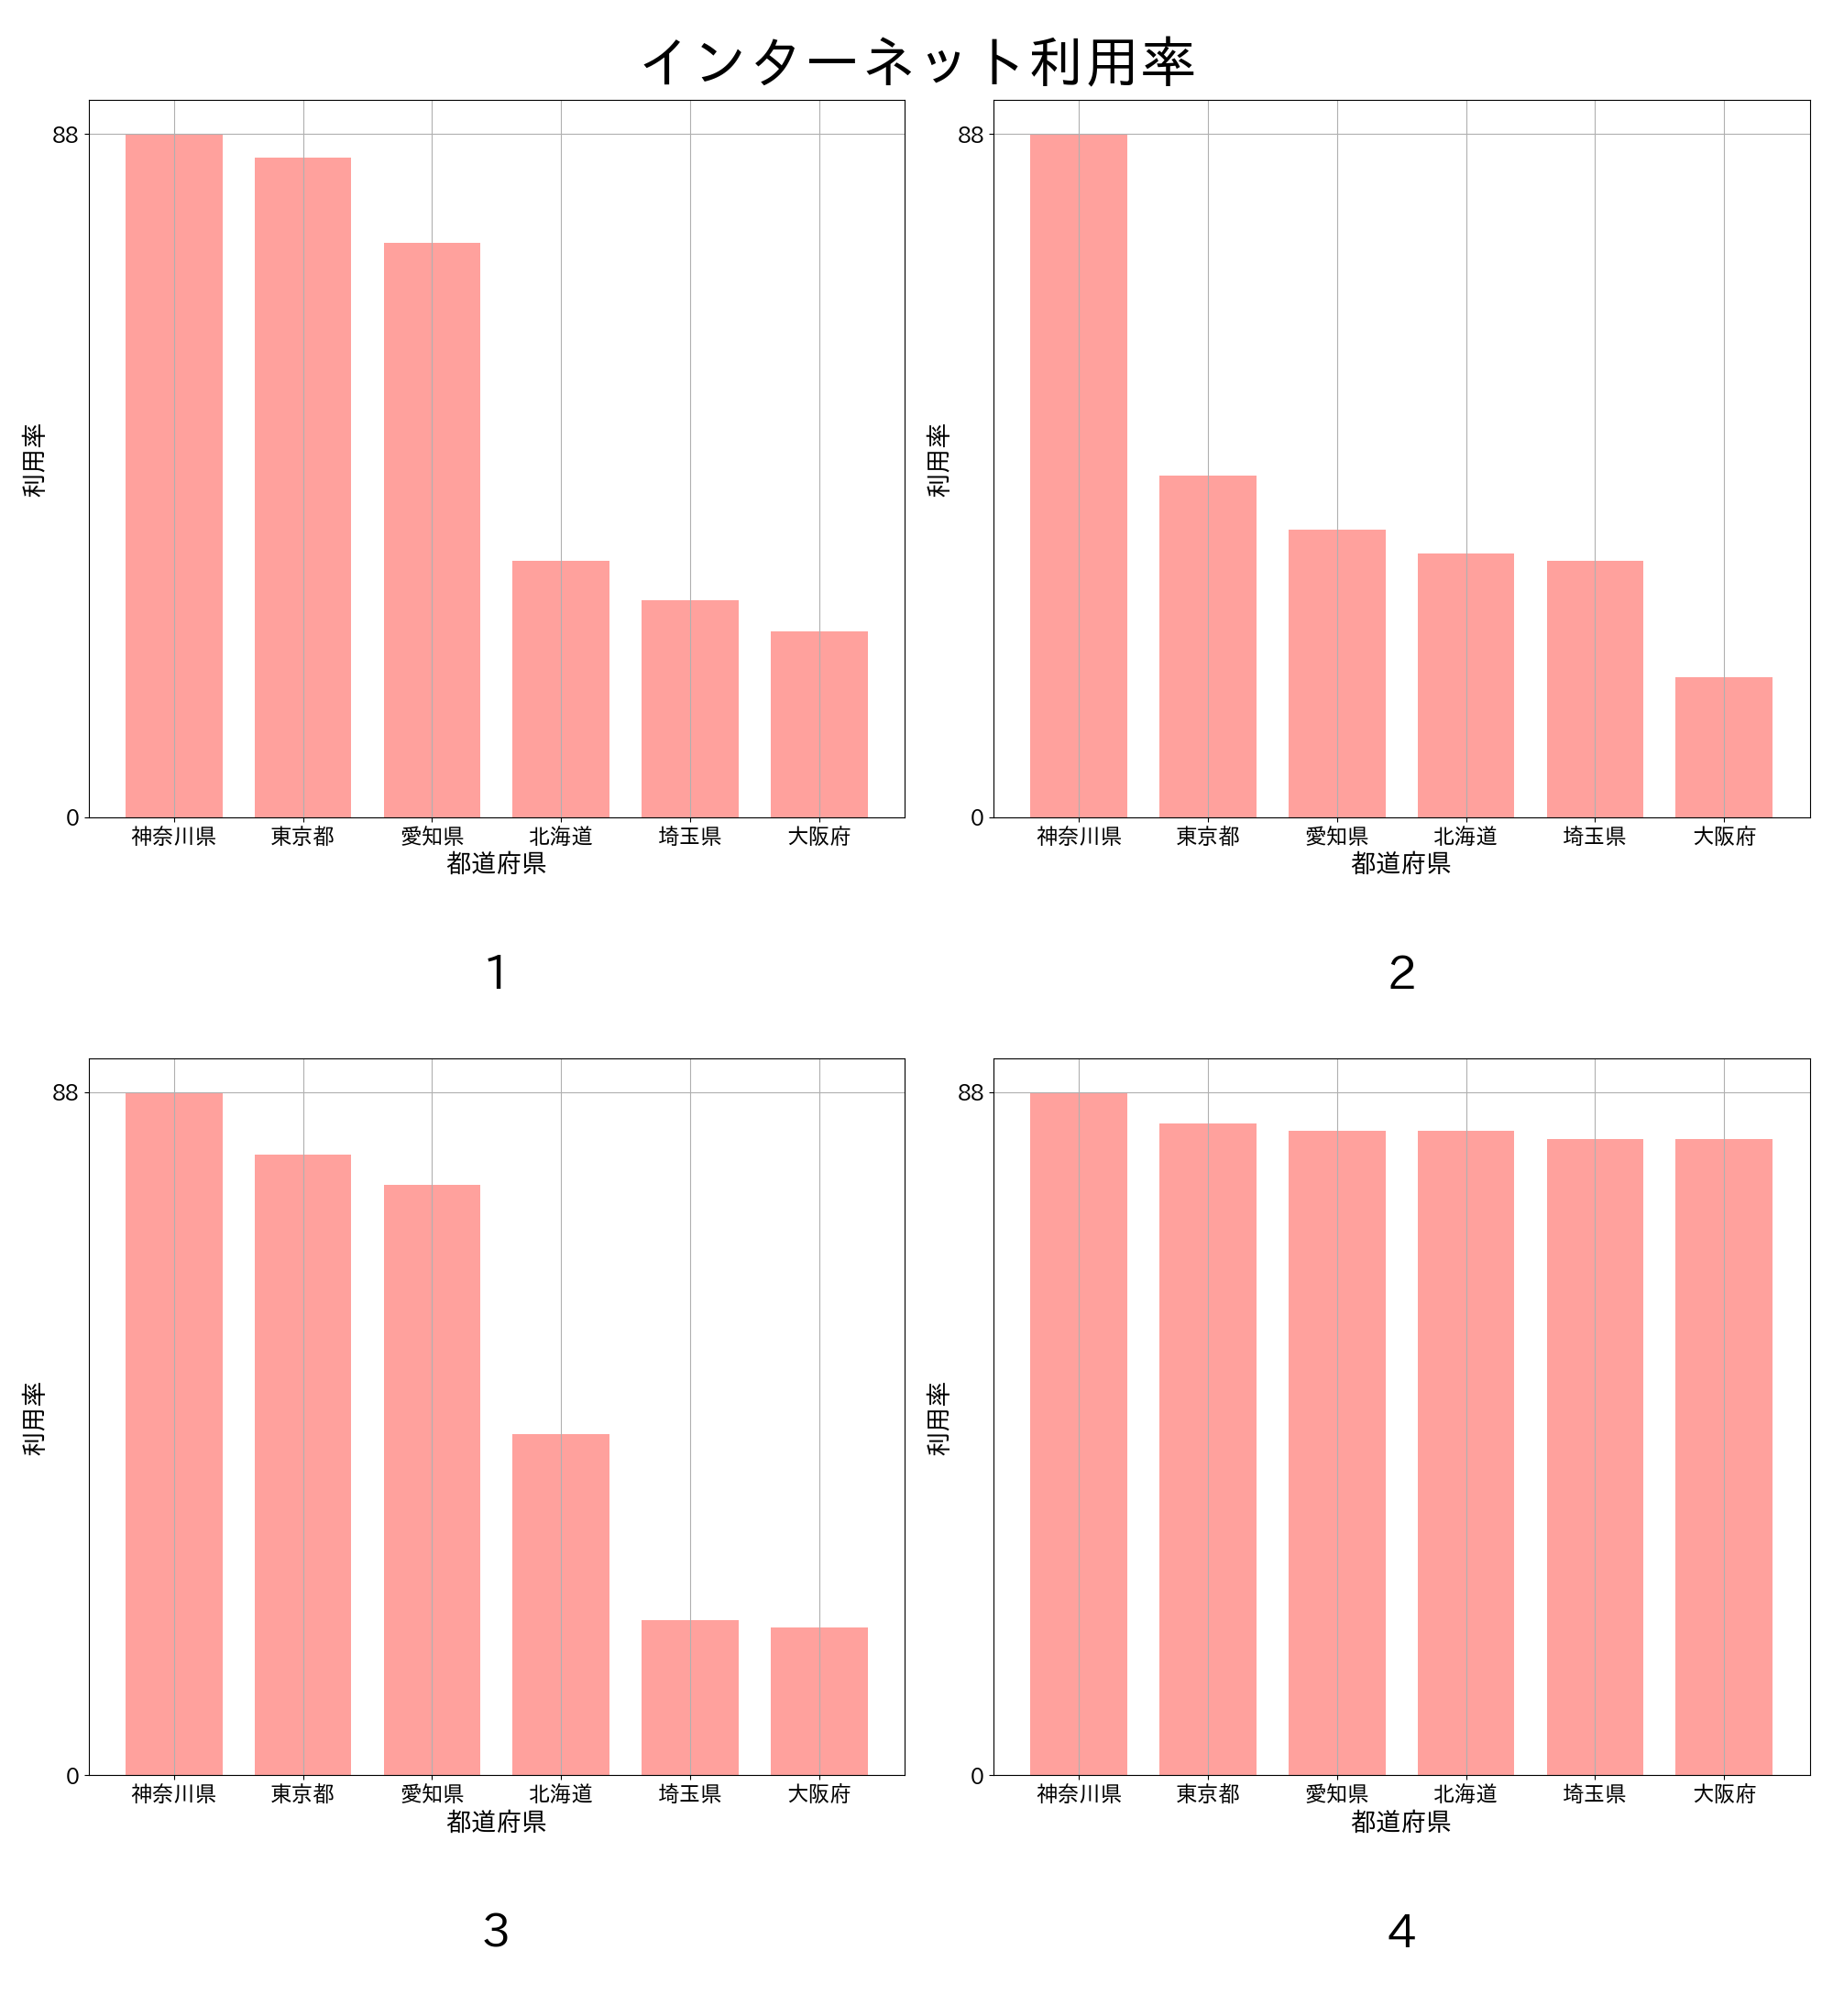 インターネット利用率
88
0
利用率
神奈川県 東京都 愛知県 北海道 埼玉県 大阪府
都道府県
1
88
0
利用率
神奈川県 東京都 愛知県 北海道 埼玉県 大阪府
都道府県
2
88
0
利用率
神奈川県 東京都 愛知県 北海道 埼玉県 大阪府
都道府県
3
88
0
利用率
神奈川県 東京都 愛知県 北海道 埼玉県 大阪府
都道府県
4